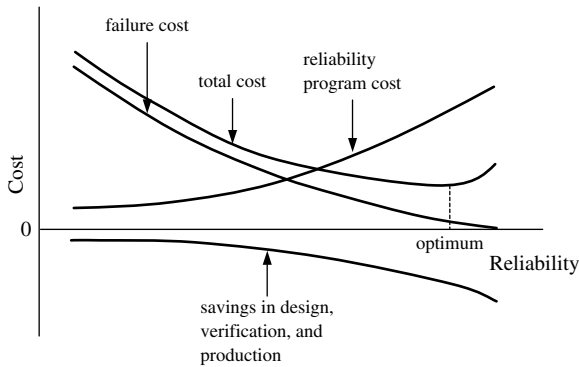 failure cost
total cost
reliability
program cost
Cost
0
optimum
Reliability
savings in design,
verification, and
production